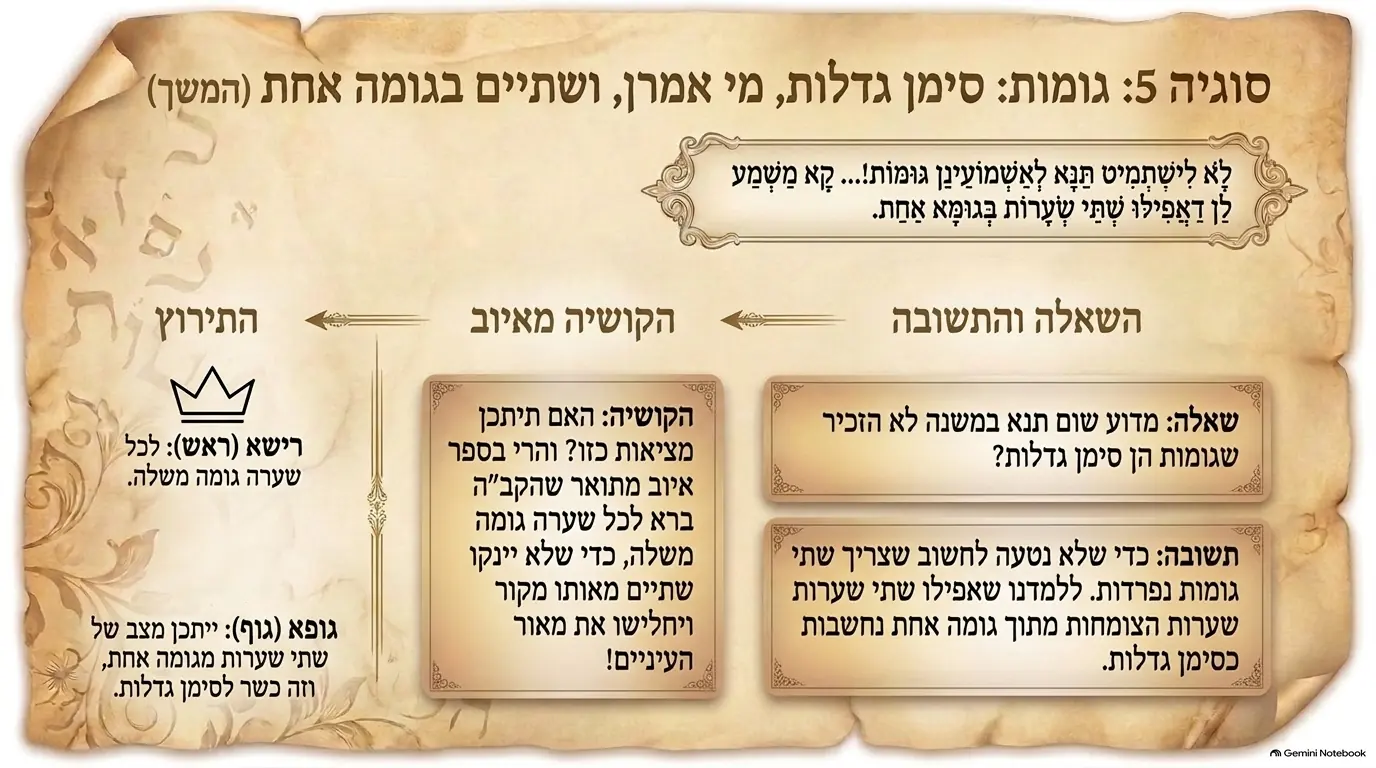 סוגיה 5: גומות: סימן גדלות, מי אמרן, ושתיים בגומה אחת (המשך)
לָא לִישְׁתְּמִיט תַּנָּא לְאַשְׁמוֹעִינַן גּוּמּוֹת!... קָא מַשְׁמַע
לַן דַאֲפִילּוּ שְׁתֵּי שְׂעָרוֹת בְּגוּמָּא אַחַת.
השאלה והתשובה
שאלה: מדוע שום תנא במשנה לא הזכיר
שגומות הן סימן גדלות?
תשובה: כדי שלא נטעה לחשוב שצריך שתי
גומות נפרדות. ללמדנו שאפילו שתי שערות
שערות הצומחות מתוך גומה אחת נחשבות
כסימן גדלות.
הקושיה מאיוב
הקושיה: האם תיתכן
מציאות כזו? והרי בספר
איוב מתואר שהקב"ה
ברא לכל שערה גומה
משלה, כדי שלא יינקו
שתיים מאותו מקור
ויחלישו את מאור
העיניים!
התירוץ
רישא (ראש): לכל
שערה גומה משלה.
גופא (גוף): ייתכן מצב של
שתי שערות מגומה אחת,
וזה כשר לסימן גדלות.
Gemini Notebook